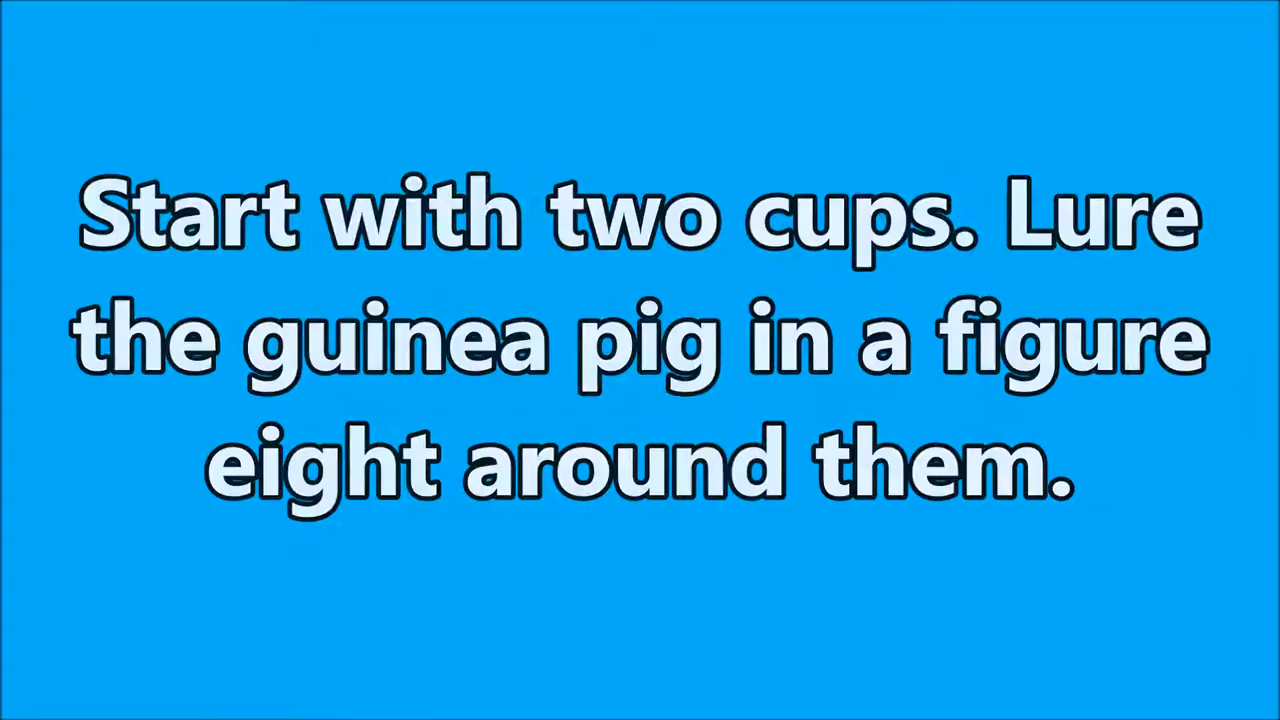 Start with two cups. Lure
the guinea pig in a figure
eight around them.